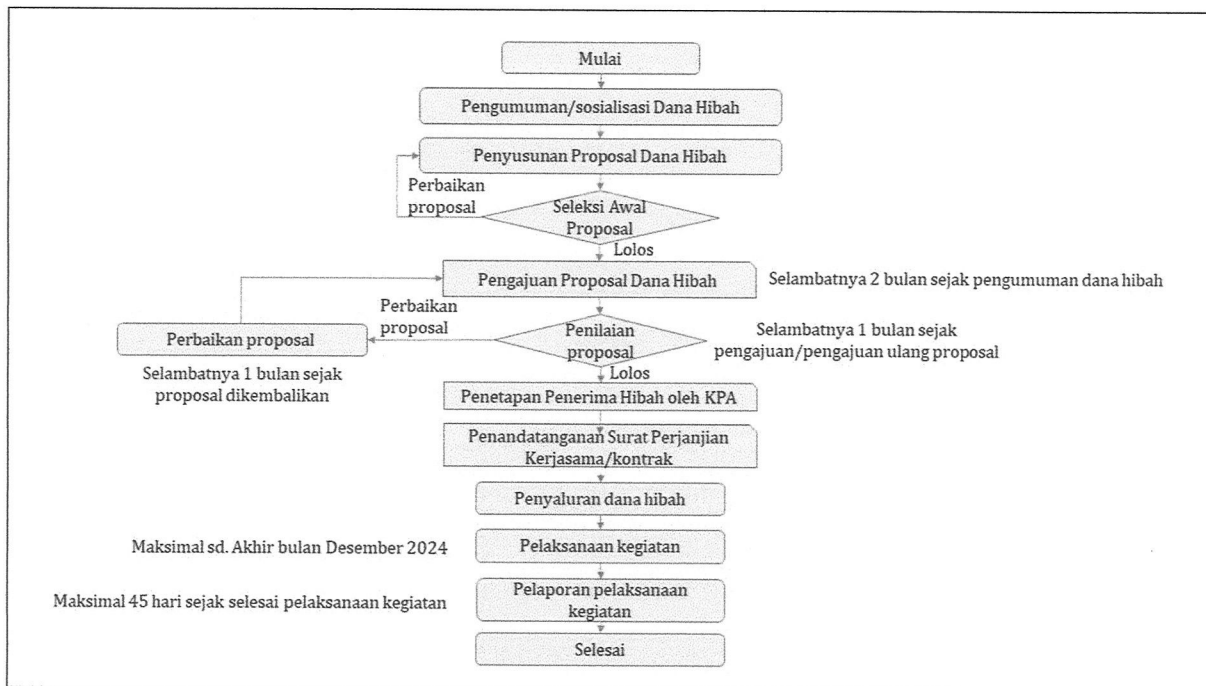 Mulai
Pengumuman/sosialisasi Dana Hibah
Penyusunan Proposal Dana Hibah
Perbaikan
proposal
Seleksi Awal
Proposal
Lolos
Pengajuan Proposal Dana Hibah
Selambatnya 2 bulan sejak pengumuman dana hibah
Perbaikan
proposal
Perbaikan proposal
Penilaian
proposal
Selambatnya 1 bulan sejak
pengajuan/pengajuan ulang proposal
Selambatnya 1 bulan sejak
proposal dikembalikan
Lolos
Penetapan Penerima Hibah oleh KPA
Penandatanganan Surat Perjanjian
Kerjasama/kontrak
Penyaluran dana hibah
Maksimal sd. Akhir bulan Desember 2024
Pelaksanaan kegiatan
Maksimal 45 hari sejak selesai pelaksanaan kegiatan
Pelaporan pelaksanaan
kegiatan
Selesai